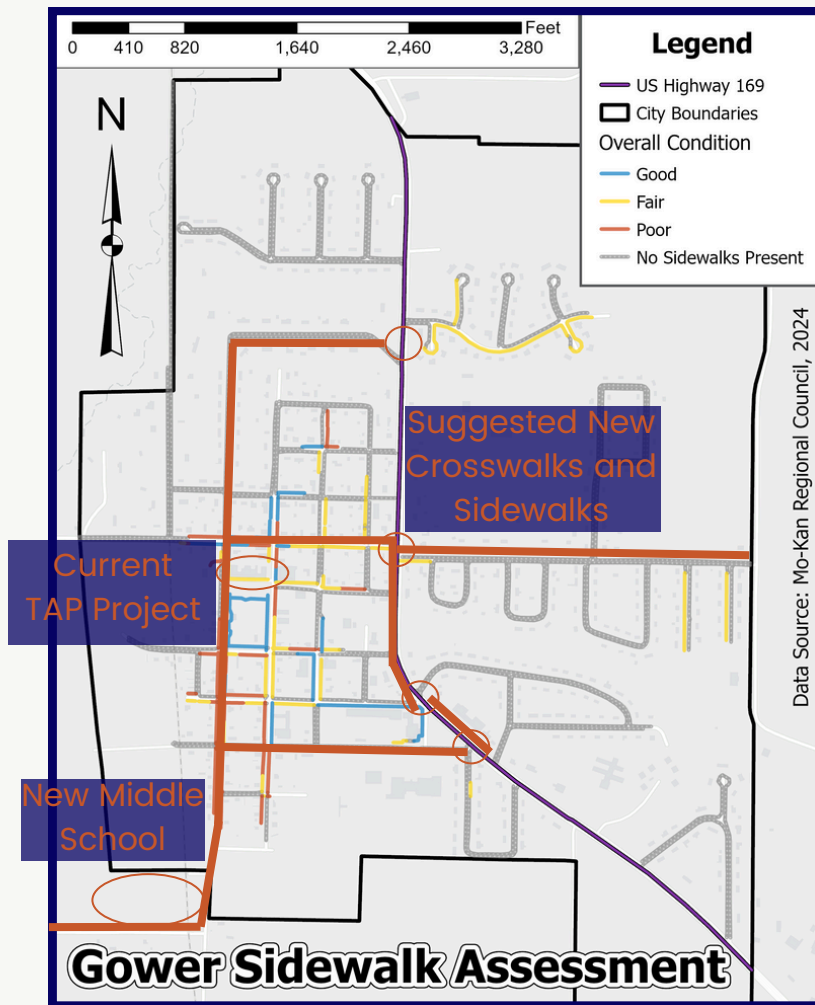 Feet
0 410 820 1,640 2,460 3,280
Legend
US Highway 169
City Boundaries
Overall Condition
Good
Fair
Poor
No Sidewalks Present
N
Data Source: Mo-Kan Regional Council, 2024
Suggested New
Crosswalks and
Sidewalks
Current
TAP Project
New Middle
School
Gower Sidewalk Assessment